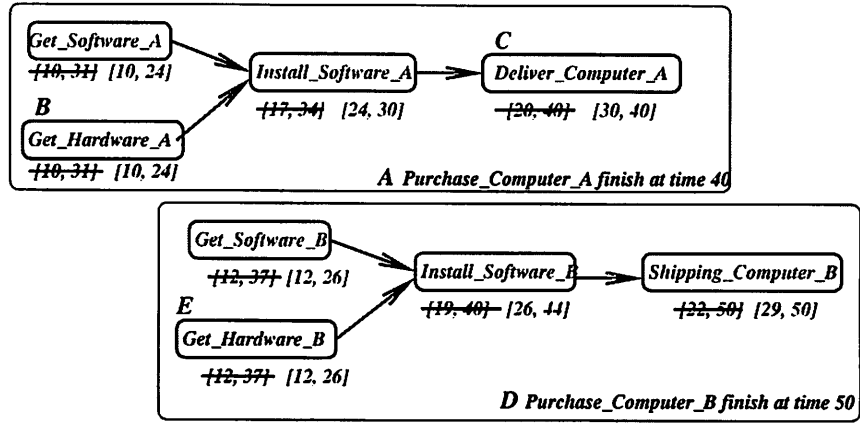 Get_Software_A
[10, 31] [10, 24]
B
Get_Hardware_A
[10, 31] [10, 24]
Install_Software_A
[17, 34] [24, 30]
C
Deliver_Computer_A
[20, 40] [30, 40]
A Purchase_Computer_A finish at time 40
Get_Software_B
[12, 37] [12, 26]
E
Get_Hardware_B
[12, 37] [12, 26]
Install_Software_B
[19, 40] [26, 44]
Shipping_Computer_B
[22, 50] [29, 50]
D Purchase_Computer_B finish at time 50